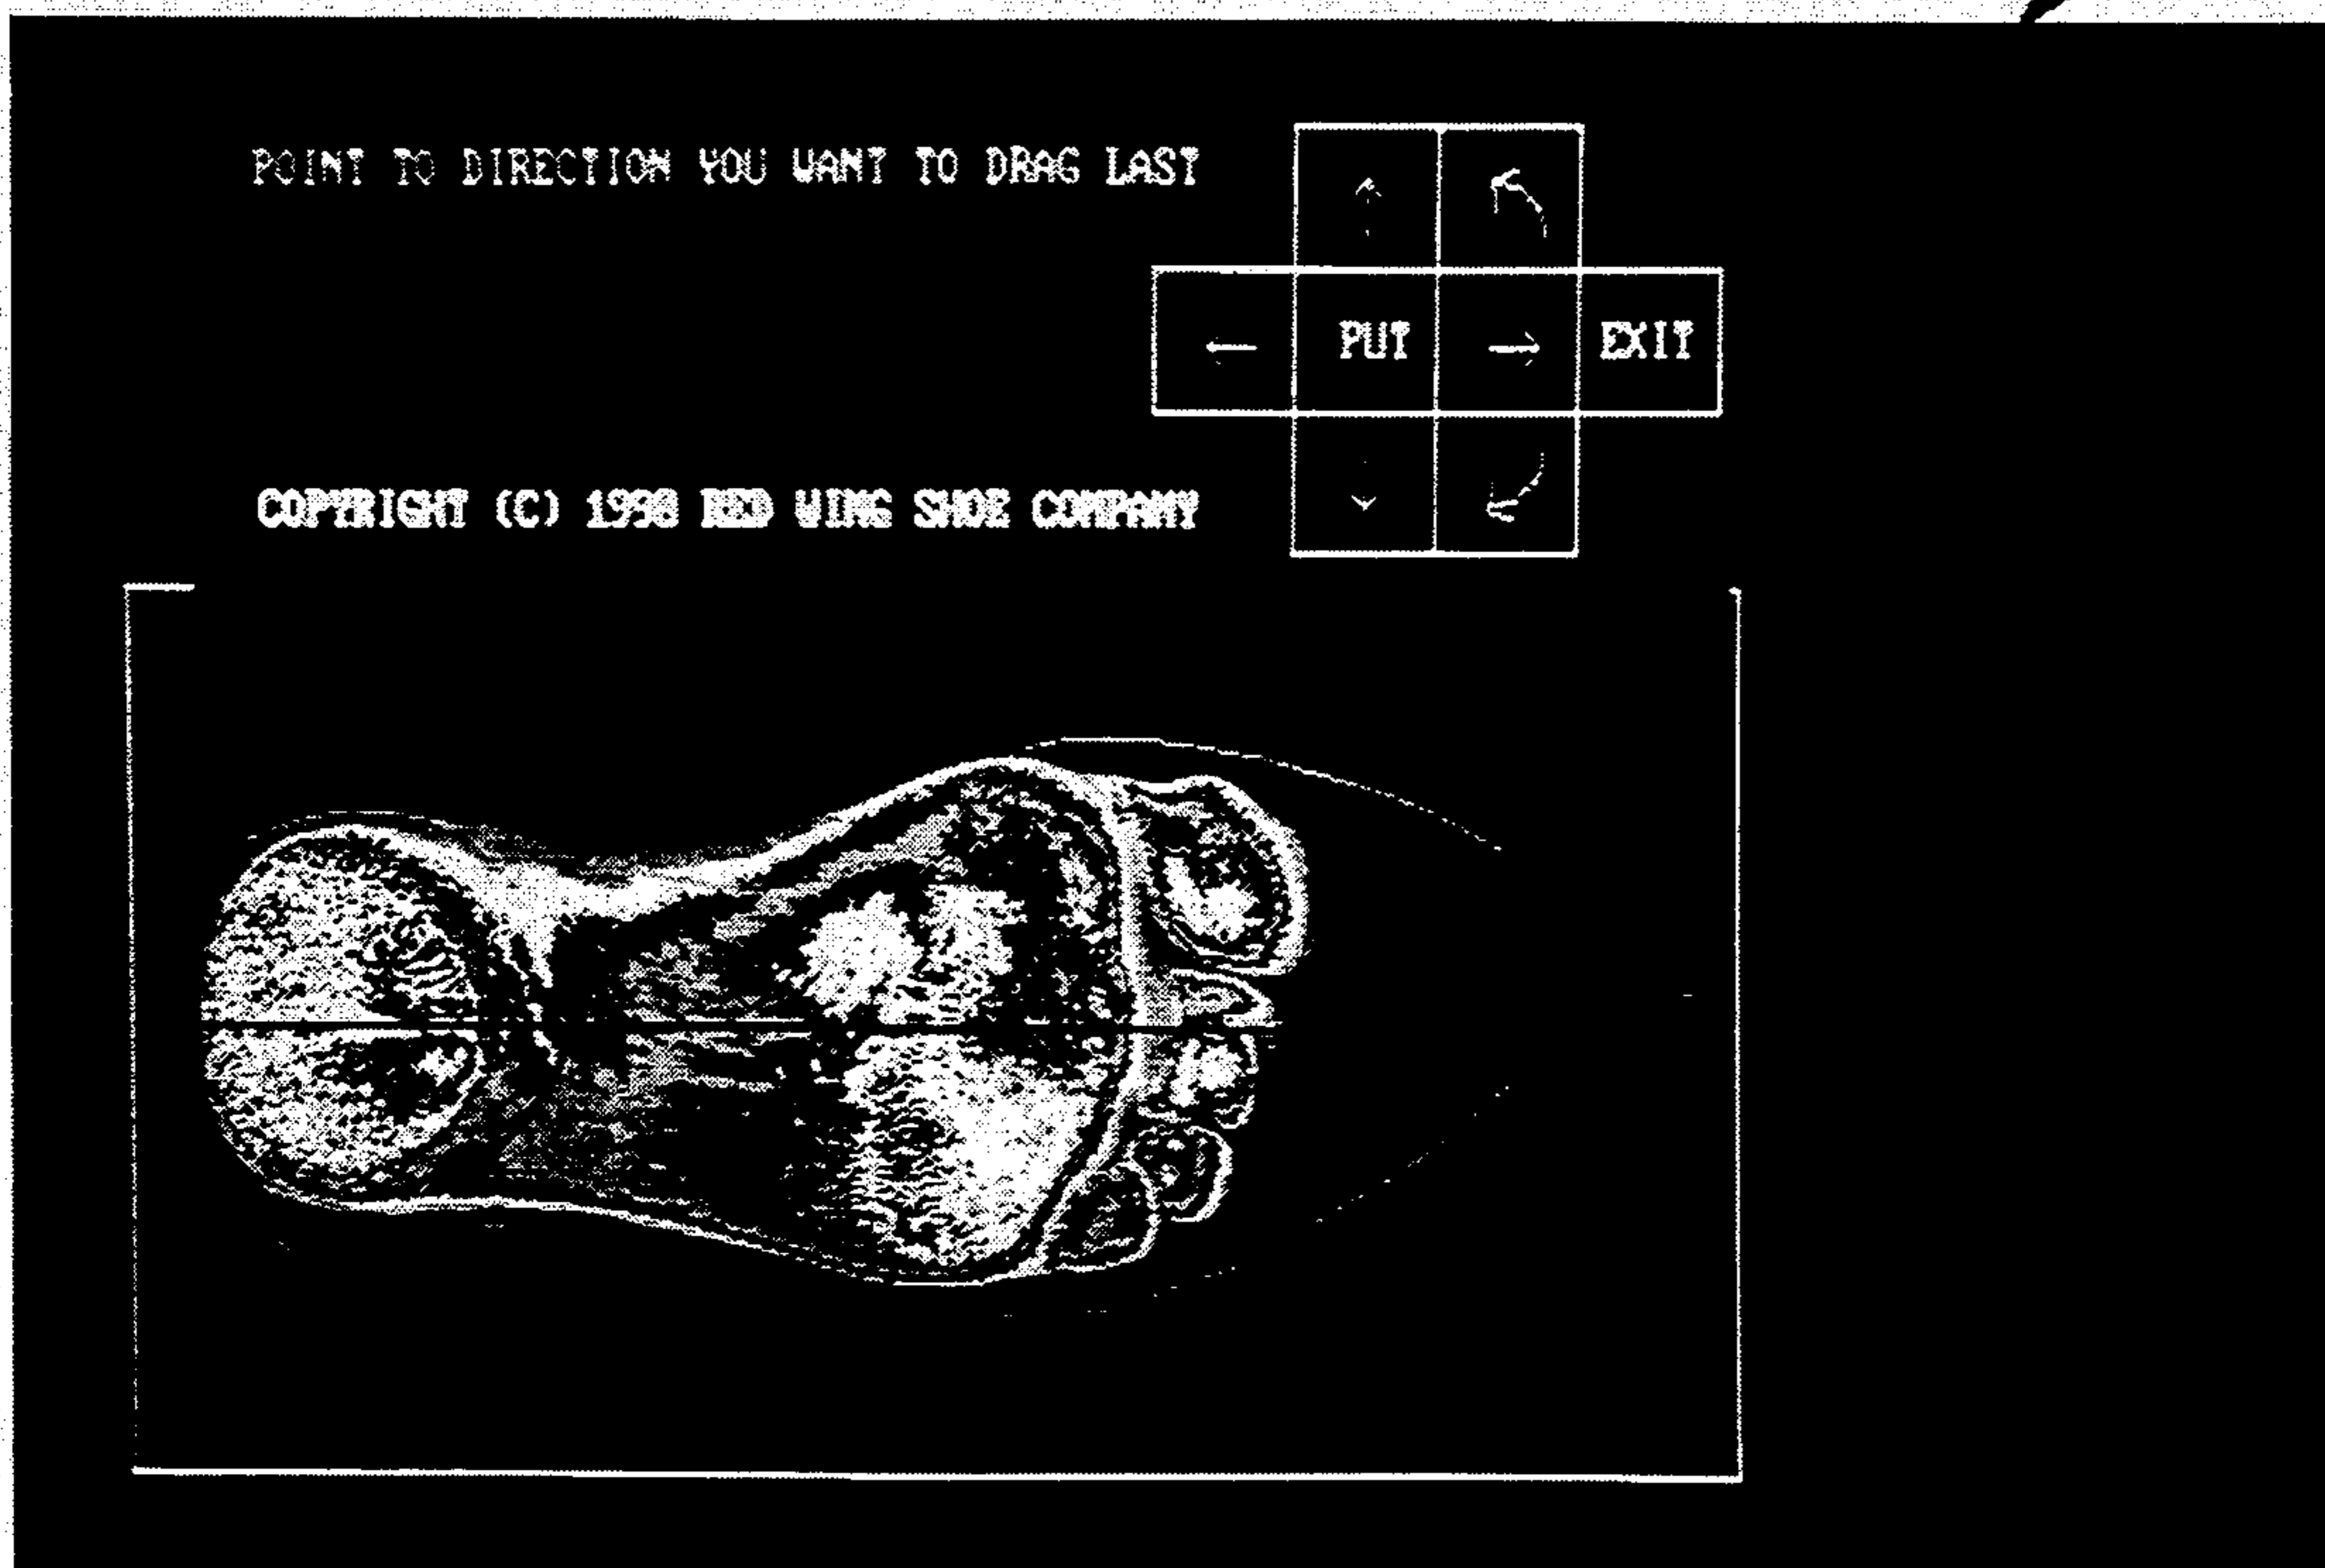 POINT TO DIRECTION YOU WANT TO DRAG LAST
PUT EXIT
COPYRIGHT (C) 1998 RED WING SHOE COMPANY